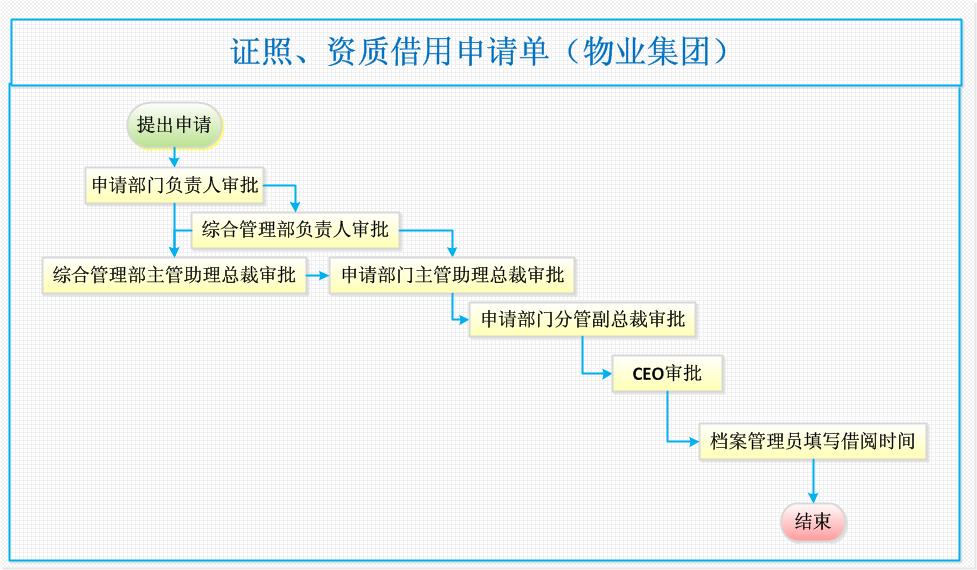 证照、资质借用申请单（物业集团）
提出申请
申请部门负责人审批
综合管理部负责人审批
综合管理部主管助理总裁审批
申请部门主管助理总裁审批
申请部门分管副总裁审批
CEO审批
档案管理员填写借阅时间
结束